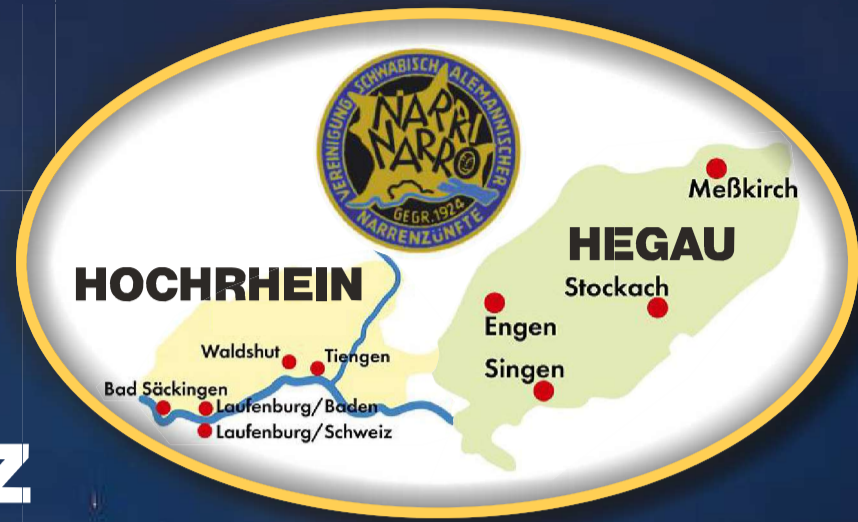 VEREINIGUNG SCHWÄBISCH ALEMANNISCHER
NARRENZÜNFTE
NARRI
NARRO
GEGR. 1924
Meßkirch
HEGAU
HOCHRHEIN
Stockach
Engen
Waldshut
Tiengen
Singen
Bad Säckingen
Laufenburg/Baden
Laufenburg/Schweiz
Z